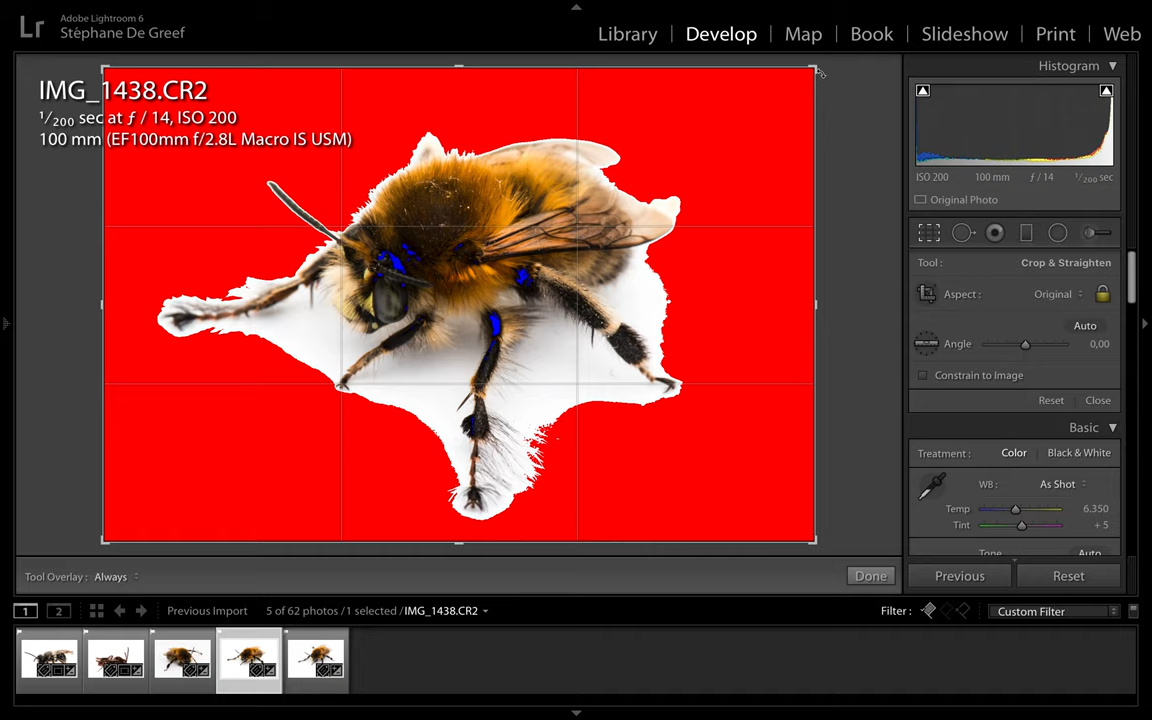 Lr
Adobe Lightroom 6
Stéphane De Greef
Library | Develop | Map | Book | Slideshow | Print | Web
IMG_1438.CR2
1/200 sec at ƒ / 14, ISO 200
100 mm (EF100mm f/2.8L Macro IS USM)
Histogram
ISO 200 100 mm ƒ / 14 1/200 sec
Original Photo
Tool : Crop & Straighten
Aspect : Original
Auto
Angle 0,00
Constrain to Image
Reset Close
Basic
Treatment : Color Black & White
WB : As Shot
Temp 6.350
Tint + 5
Tone Auto
Tool Overlay : Always
Done
Previous Reset
1 2 Previous Import 5 of 62 photos / 1 selected / IMG_1438.CR2
Filter : Custom Filter